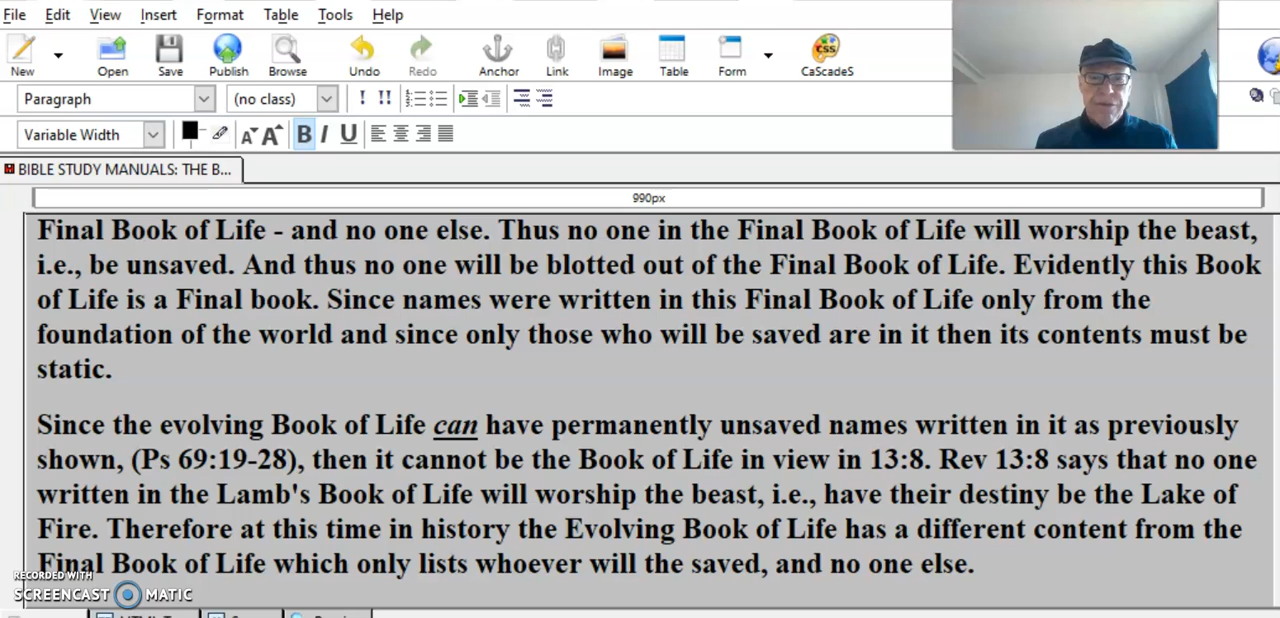 File Edit View Insert Format Table Tools Help
New Open Save Publish Browse Undo Redo Anchor Link Image Table Form CSS CaScadeS
Paragraph (no class) ! !!
Variable Width A A B I U
BIBLE STUDY MANUALS: THE B...
990px
Final Book of Life - and no one else. Thus no one in the Final Book of Life will worship the beast,
i.e., be unsaved. And thus no one will be blotted out of the Final Book of Life. Evidently this Book
of Life is a Final book. Since names were written in this Final Book of Life only from the
foundation of the world and since only those who will be saved are in it then its contents must be
static.
Since the evolving Book of Life can have permanently unsaved names written in it as previously
shown, (Ps 69:19-28), then it cannot be the Book of Life in view in 13:8. Rev 13:8 says that no one
written in the Lamb's Book of Life will worship the beast, i.e., have their destiny be the Lake of
Fire. Therefore at this time in history the Evolving Book of Life has a different content from the
Final Book of Life which only lists whoever will the saved, and no one else.
RECORDED WITH
SCREENCAST MATIC